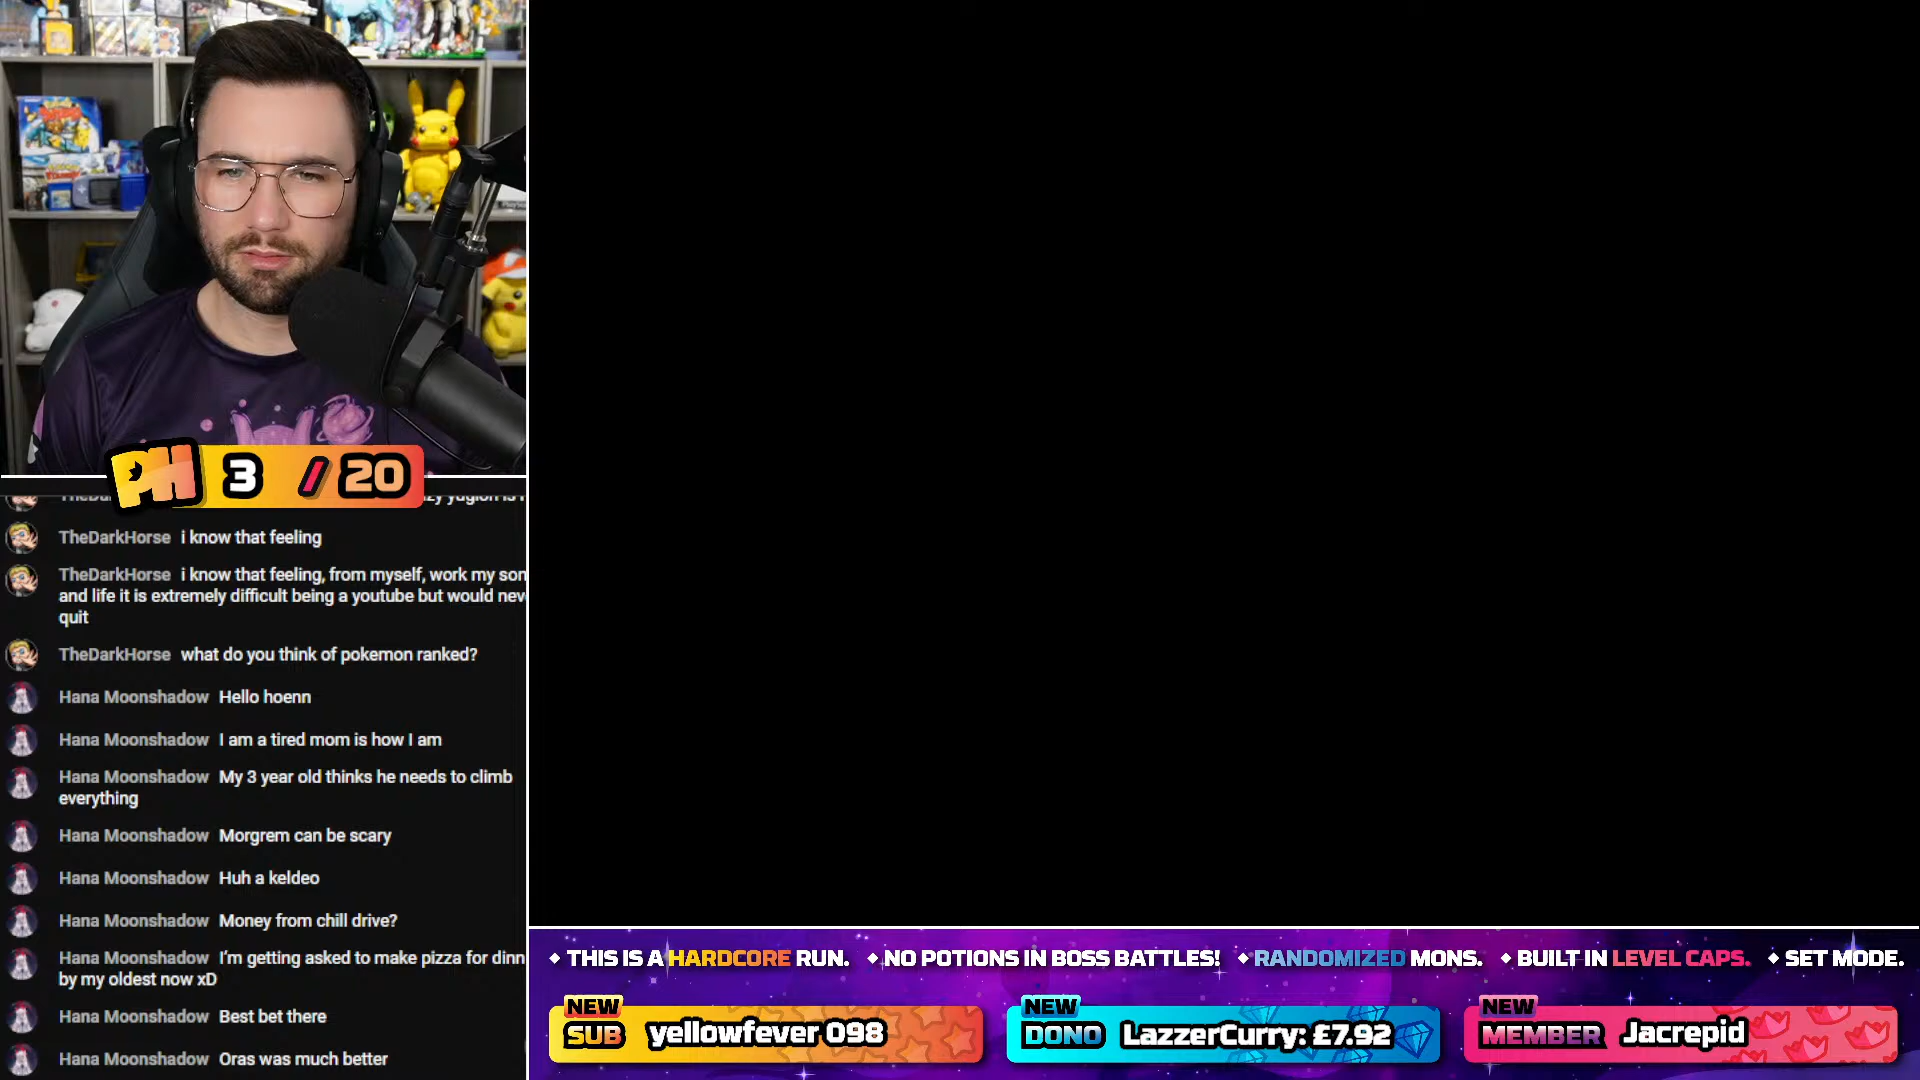 PH 3 / 20
TheDarkHorse i know that feeling
TheDarkHorse i know that feeling, from myself, work my son
and life it is extremely difficult being a youtube but would nev
quit
TheDarkHorse what do you think of pokemon ranked?
Hana Moonshadow Hello hoenn
Hana Moonshadow I am a tired mom is how I am
Hana Moonshadow My 3 year old thinks he needs to climb
everything
Hana Moonshadow Morgrem can be scary
Hana Moonshadow Huh a keldeo
Hana Moonshadow Money from chill drive?
Hana Moonshadow I'm getting asked to make pizza for dinn
by my oldest now xD
Hana Moonshadow Best bet there
Hana Moonshadow Oras was much better
THIS IS A HARDCORE RUN. NO POTIONS IN BOSS BATTLES! RANDOMIZED MONS. BUILT IN LEVEL CAPS. SET MODE.
NEW
SUB yellowfever 098
NEW
DONO LazzerCurry: £7.92
NEW
MEMBER Jacrepid